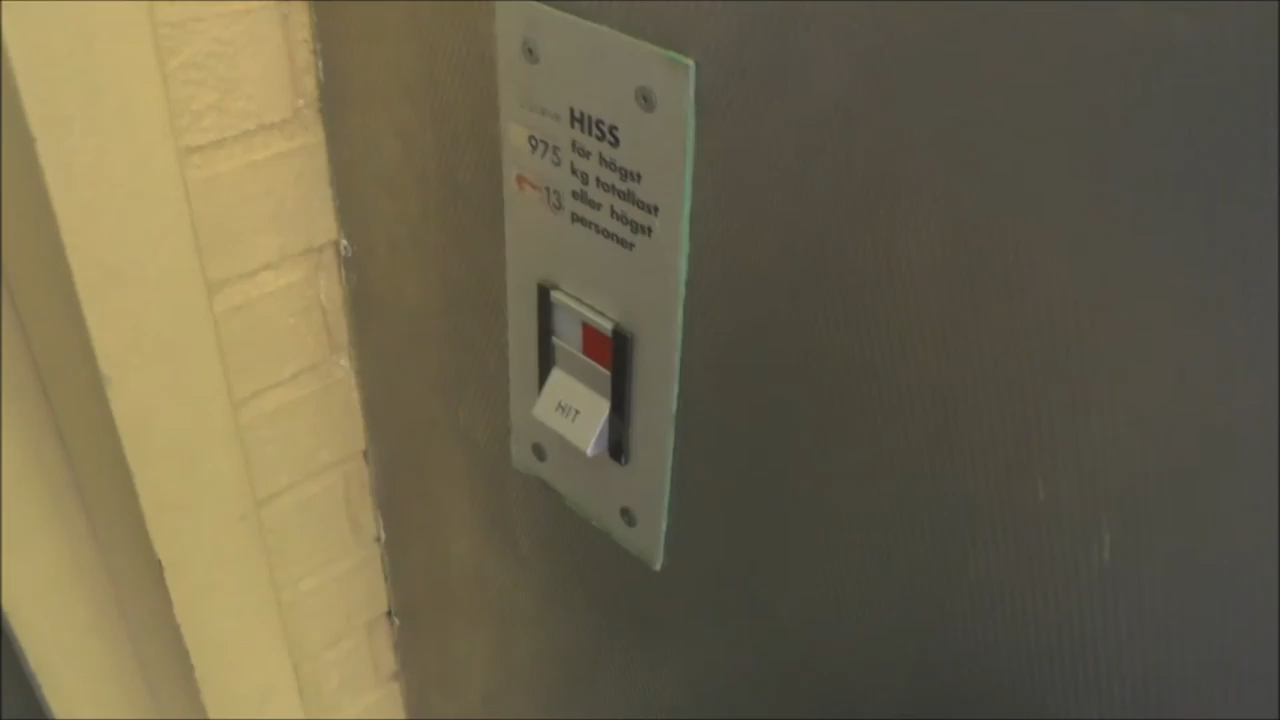 HISS
för högst
975 kg totallast
13 eller högst
personer
HIT